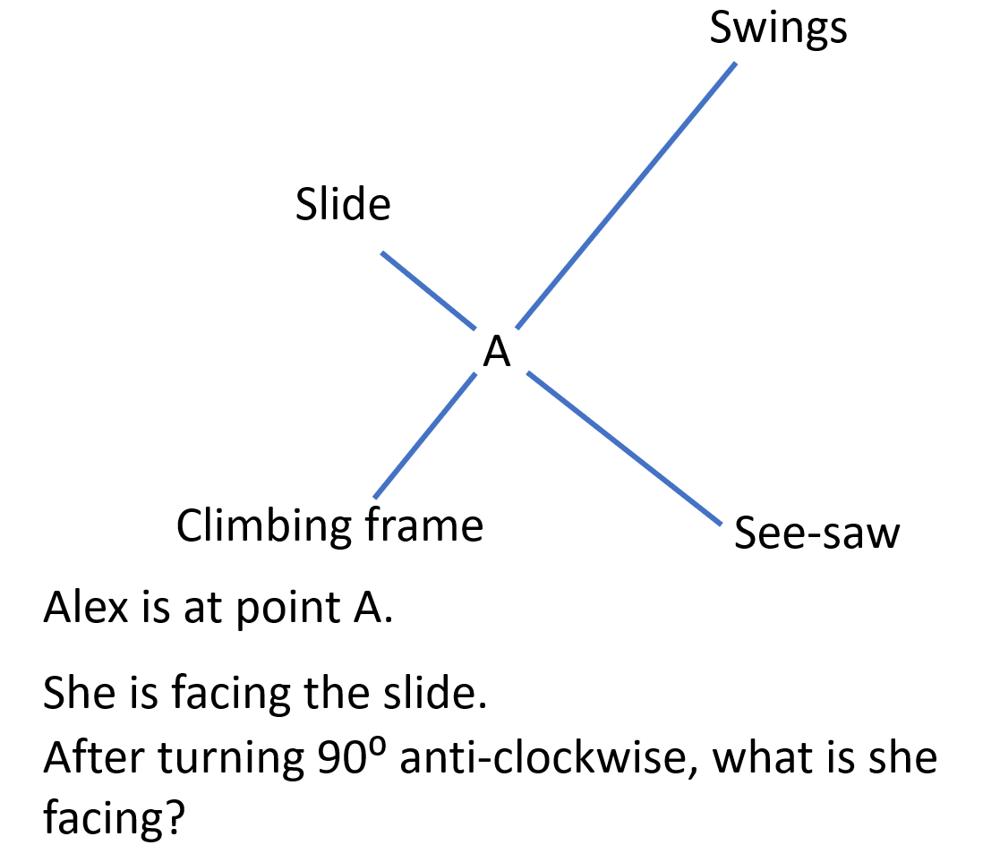 Swings
Slide
A
Climbing frame
See-saw
Alex is at point A.
She is facing the slide.
After turning 90⁰ anti-clockwise, what is she
facing?